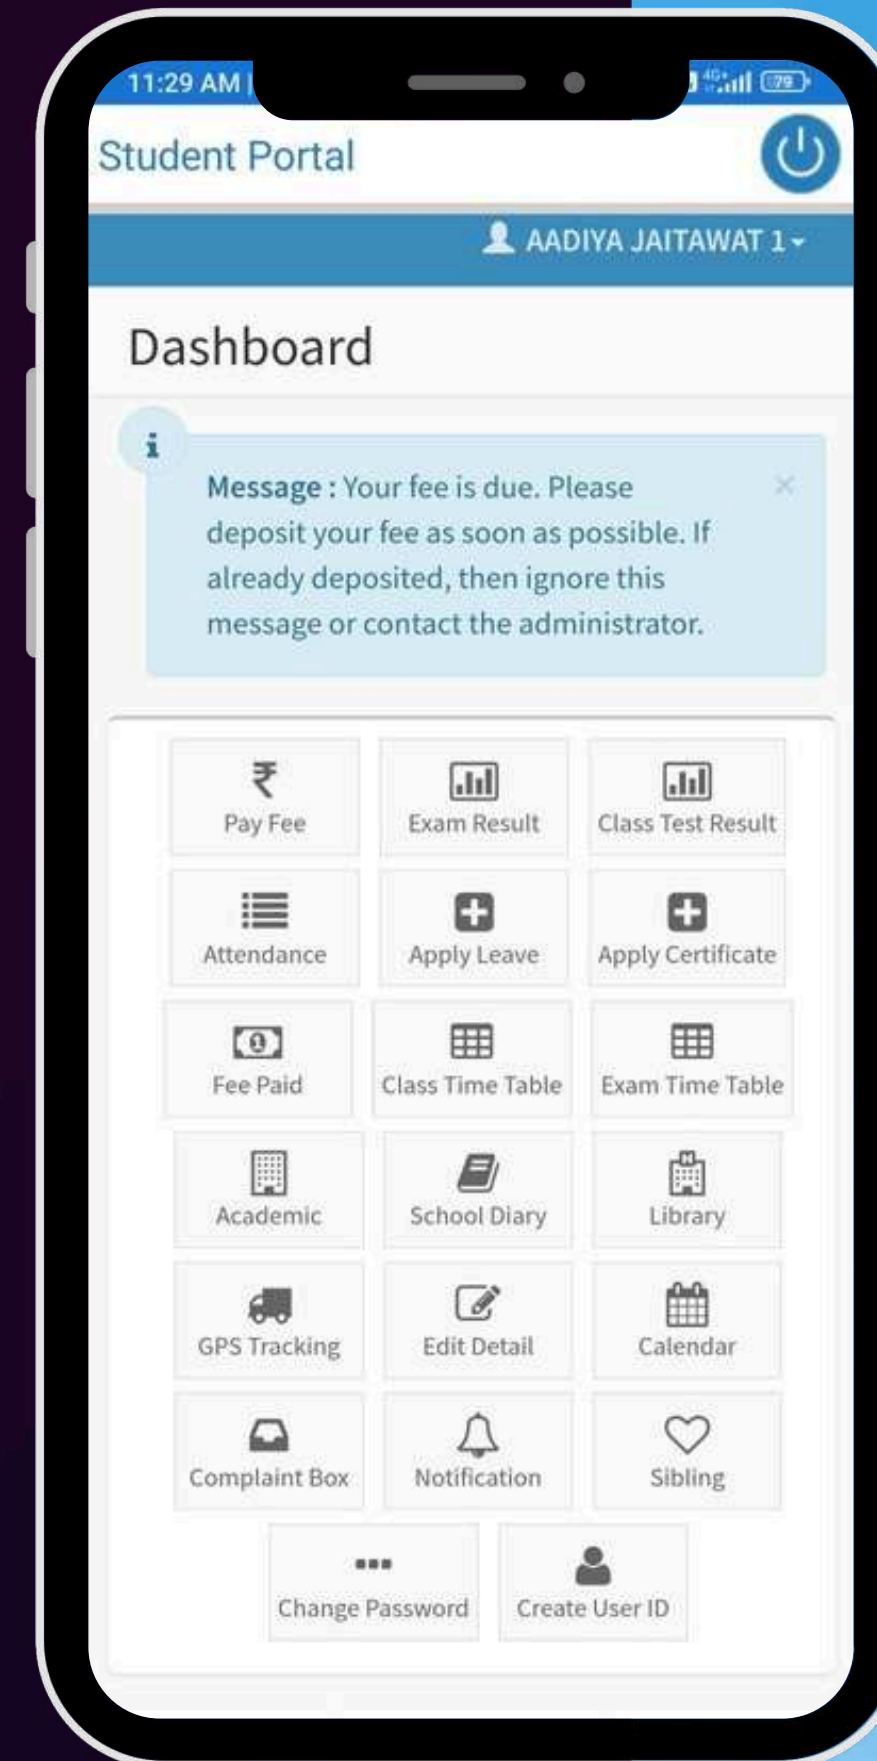 11:29 AM |
4G+ 79
Student Portal
AADIYA JAITAWAT 1
Dashboard
i
Message : Your fee is due. Please
deposit your fee as soon as possible. If
already deposited, then ignore this
message or contact the administrator.
×
₹
Pay Fee
Exam Result
Class Test Result
Attendance
Apply Leave
Apply Certificate
Fee Paid
Class Time Table
Exam Time Table
Academic
School Diary
H
Library
GPS Tracking
Edit Detail
Calendar
Complaint Box
Notification
Sibling
Change Password
Create User ID